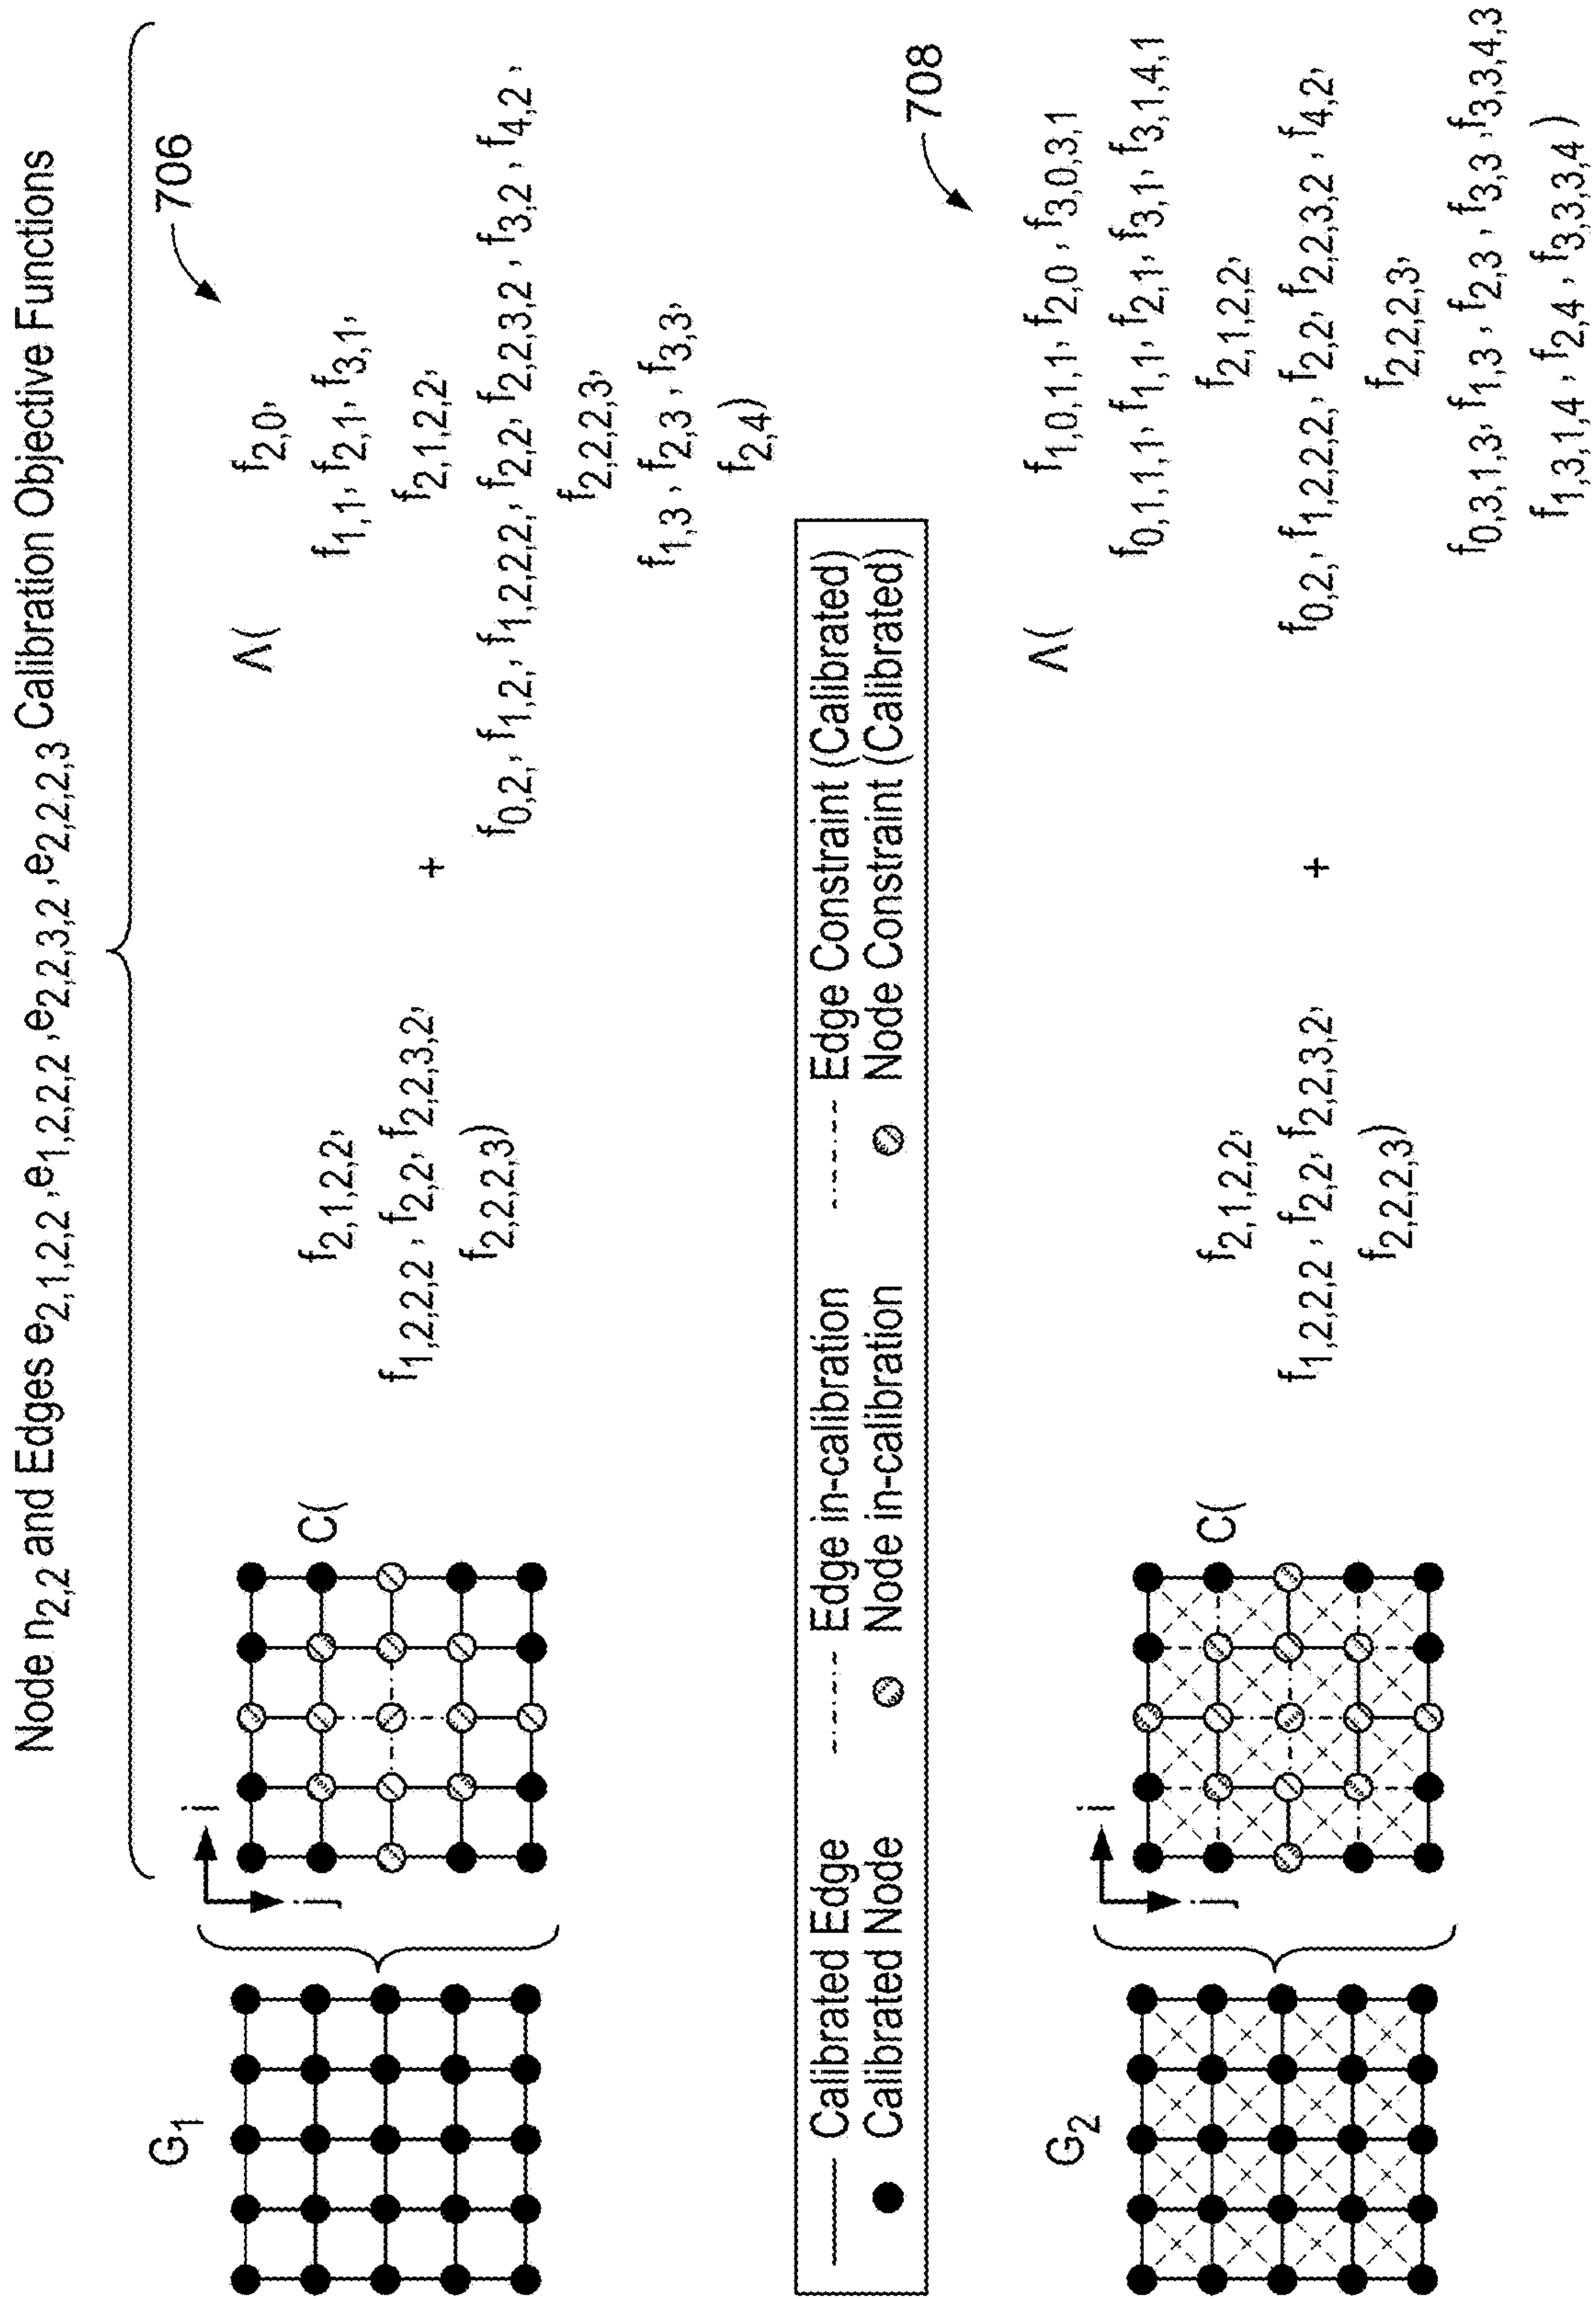 Node n2,2 and Edges e2,1,2,2 ,e1,2,2,2 ,e2,2,3,2 ,e2,2,2,3 Calibration Objective Functions
706
G1
i
j
C(
f2,1,2,2,
f1,2,2,2 , f2,2, f2,2,3,2,
f2,2,2,3)
+
Λ(
f2,0,
f1,1, f2,1, f3,1,
f2,1,2,2,
f0,2, , f1,2, , f1,2,2,2, f2,2, f2,2,3,2 , f3,2 , f4,2 ,
f2,2,2,3,
f1,3 , f2,3 , f3,3,
f2,4)
Calibrated Edge Edge in-calibration Edge Constraint (Calibrated)
Calibrated Node Node in-calibration Node Constraint (Calibrated)
708
G2
i
j
C(
f2,1,2,2,
f1,2,2,2 , f2,2, f2,2,3,2,
f2,2,2,3)
+
Λ(
f1,0,1,1, f2,0 , f3,0,3,1
f0,1,1,1, f1,1, f2,1, f3,1, f3,1,4,1
f2,1,2,2,
f0,2, , f1,2,2,2, f2,2, f2,2,3,2 , f4,2,
f2,2,2,3,
f0,3,1,3, f1,3 , f2,3 , f3,3 ,f3,3,4,3
f1,3,1,4 , f2,4 , f3,3,3,4 )